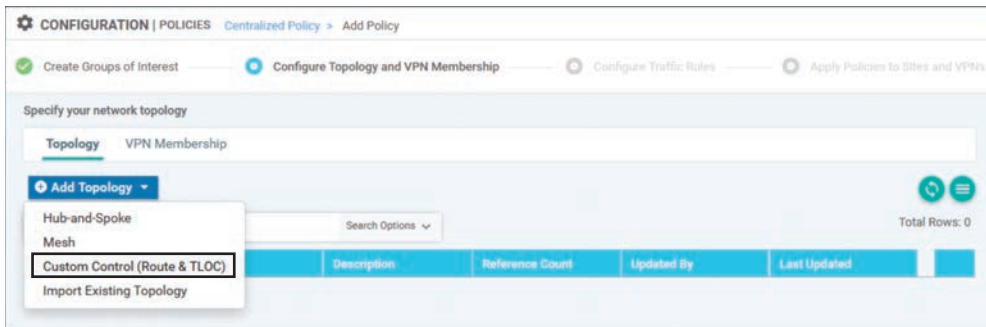 CONFIGURATION | POLICIES Centralized Policy > Add Policy
Create Groups of Interest Configure Topology and VPN Membership Configure Traffic Rules Apply Policies to Sites and VPNs
Specify your network topology
Topology VPN Membership
Add Topology
Hub-and-Spoke
Search Options Total Rows: 0
Mesh
Custom Control (Route & TLOC) Description Reference Count Updated By Last Updated
Import Existing Topology